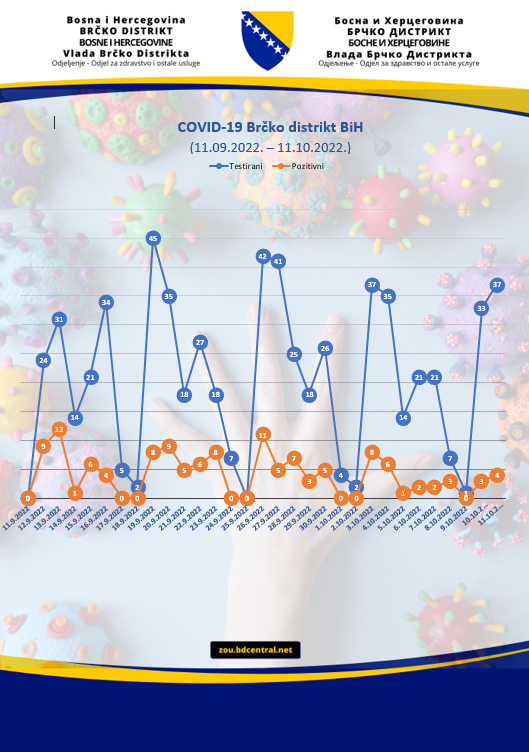 Bosna i Hercegovina
BRČKO DISTRIKT
BOSNE I HERCEGOVINE
Vlada Brčko Distrikta
Odjeljenje - Odjel za zdravstvo i ostale usluge
Босна и Херцеговина
БРЧКО ДИСТРИКТ
БОСНЕ И ХЕРЦЕГОВИНЕ
Влада Брчко Дистрикта
Одјељење - Одјел за здравство и остале услуге
COVID-19 Brčko distrikt BiH
(11.09.2022. – 11.10.2022.)
Testirani Pozitivni
45
42 41
37 37
35 35
34 33
31
27
26
25
24
21 21 21
18 18 18
14 14
12
11
9 9
8 8 8
7 7 7
6 6 6
5 5 5 5
4 4 4
3 3 3
2 2 2 2
1 1
0 0 0 0 0 0 0 0
11.9.2022 12.9.2022 13.9.2022 14.9.2022 15.9.2022 16.9.2022 17.9.2022 18.9.2022 19.9.2022 20.9.2022 21.9.2022 22.9.2022 23.9.2022 24.9.2022 25.9.2022 26.9.2022 27.9.2022 28.9.2022 29.9.2022 30.9.2022 1.10.2022 2.10.2022 3.10.2022 4.10.2022 5.10.2022 6.10.2022 7.10.2022 8.10.2022 9.10.2022 10.10.2... 11.10.2...
zou.bdcentral.net